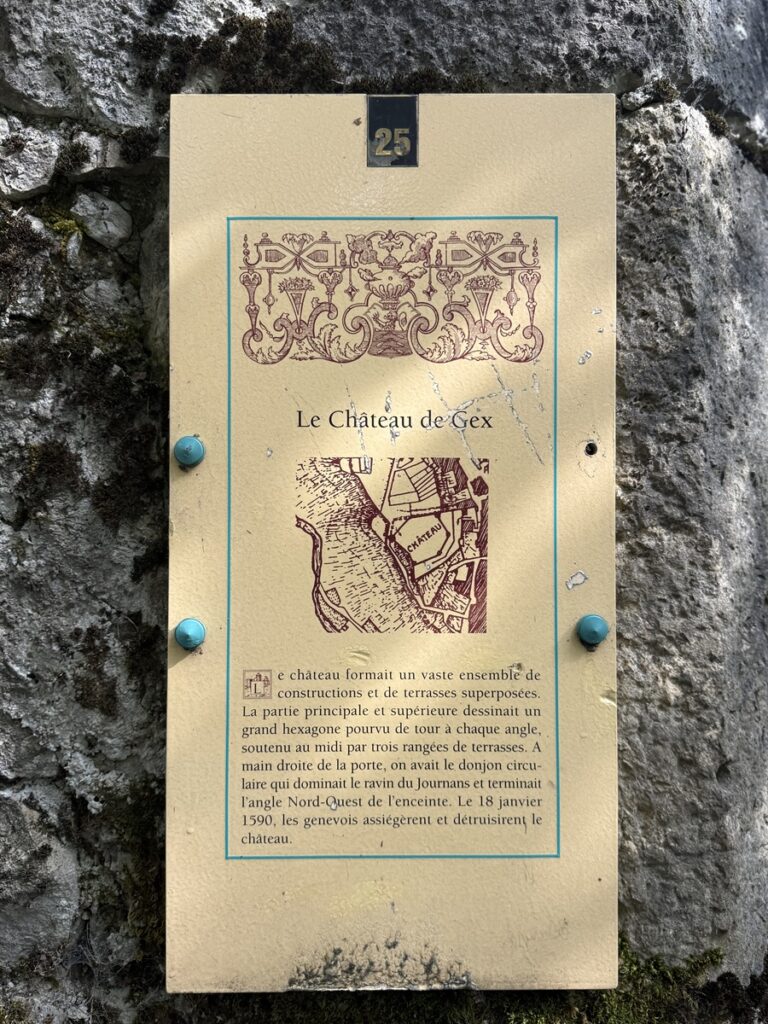 25
Le Château de Gex
CHÂTEAU
Le château formait un vaste ensemble de
constructions et de terrasses superposées.
La partie principale et supérieure dessinait un
grand hexagone pourvu de tour à chaque angle,
soutenu au midi par trois rangées de terrasses. A
main droite de la porte, on avait le donjon circu-
laire qui dominait le ravin du Journans et terminait
l'angle Nord-Ouest de l'enceinte. Le 18 janvier
1590, les genevois assiégèrent et détruisirent le
château.